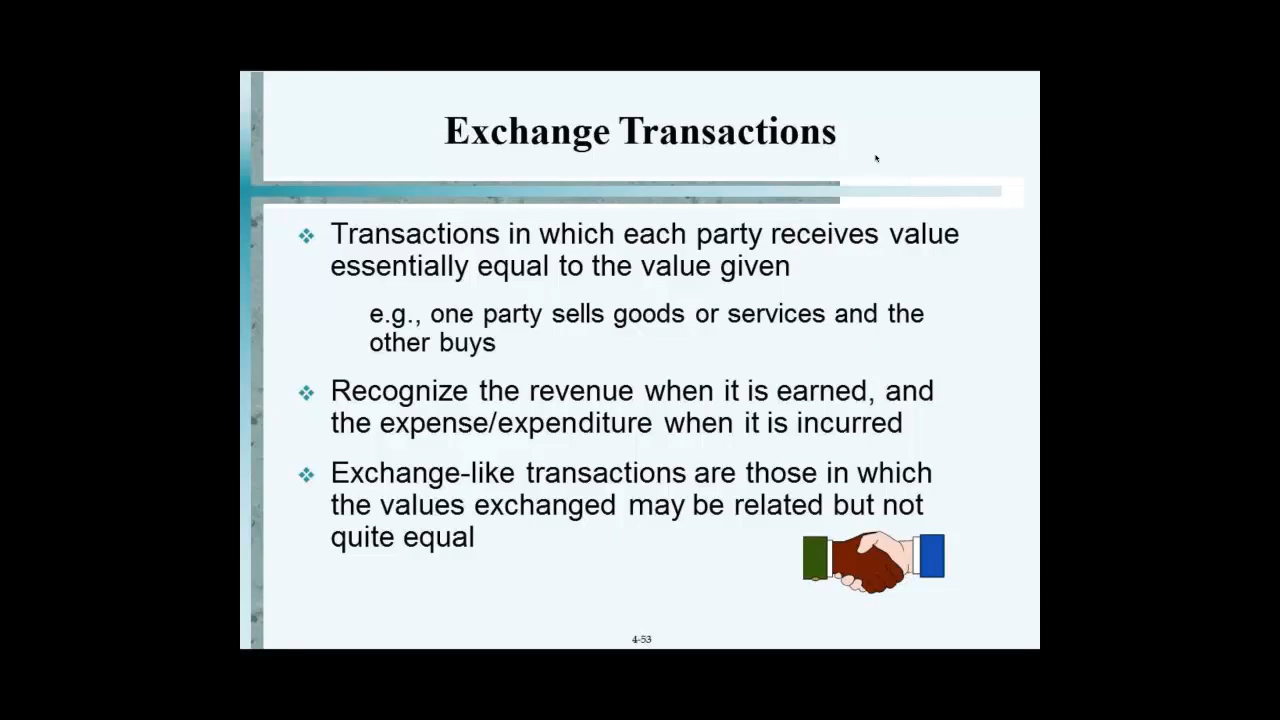 Exchange Transactions
Transactions in which each party receives value
essentially equal to the value given
e.g., one party sells goods or services and the
other buys
Recognize the revenue when it is earned, and
the expense/expenditure when it is incurred
Exchange-like transactions are those in which
the values exchanged may be related but not
quite equal
4-53